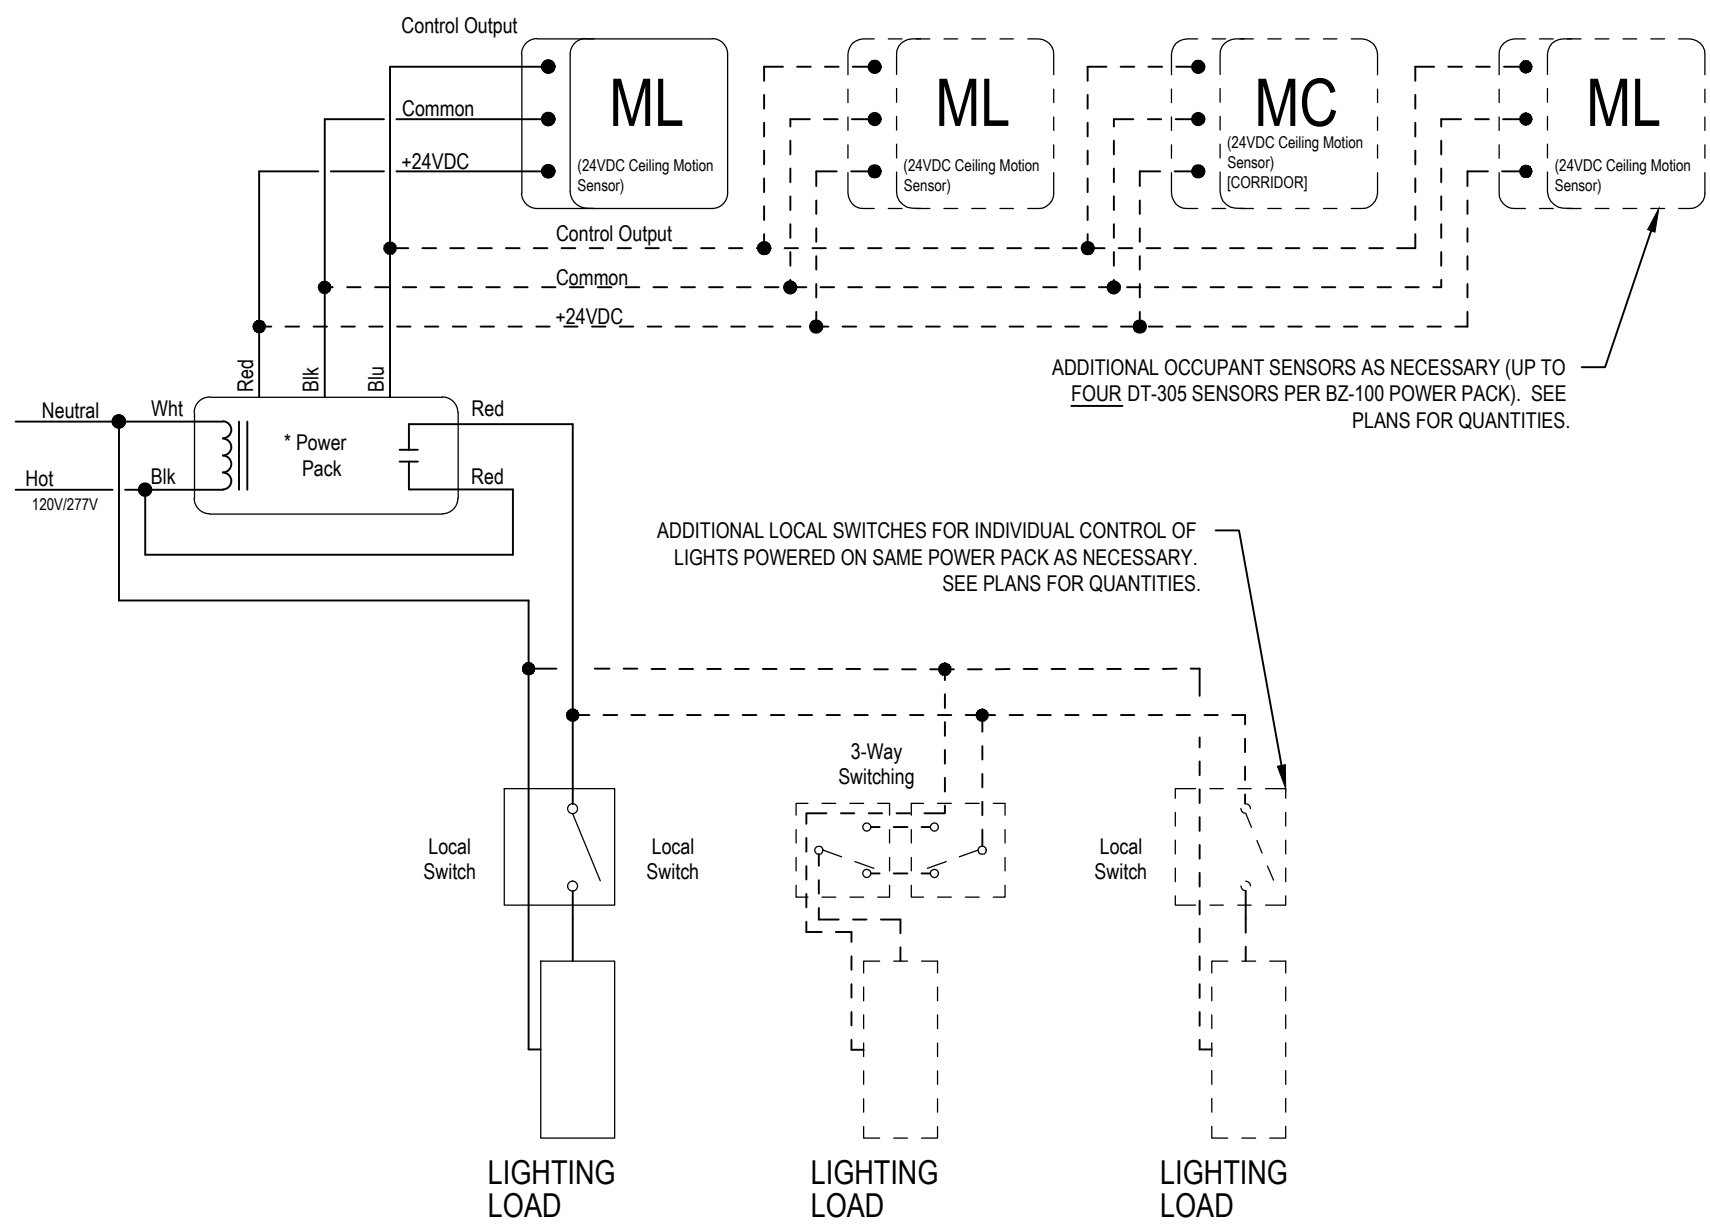 Control Output
Common
+24VDC
ML
(24VDC Ceiling Motion
Sensor)
ML
(24VDC Ceiling Motion
Sensor)
MC
(24VDC Ceiling Motion
Sensor)
[CORRIDOR]
ML
(24VDC Ceiling Motion
Sensor)
Control Output
Common
+24VDC
Red
Blk
Blu
ADDITIONAL OCCUPANT SENSORS AS NECESSARY (UP TO
FOUR DT-305 SENSORS PER BZ-100 POWER PACK). SEE
PLANS FOR QUANTITIES.
Neutral
Wht
* Power
Pack
Red
Hot
120V/277V
Blk
Red
ADDITIONAL LOCAL SWITCHES FOR INDIVIDUAL CONTROL OF
LIGHTS POWERED ON SAME POWER PACK AS NECESSARY.
SEE PLANS FOR QUANTITIES.
3-Way
Switching
Local
Switch
Local
Switch
Local
Switch
LIGHTING
LOAD
LIGHTING
LOAD
LIGHTING
LOAD